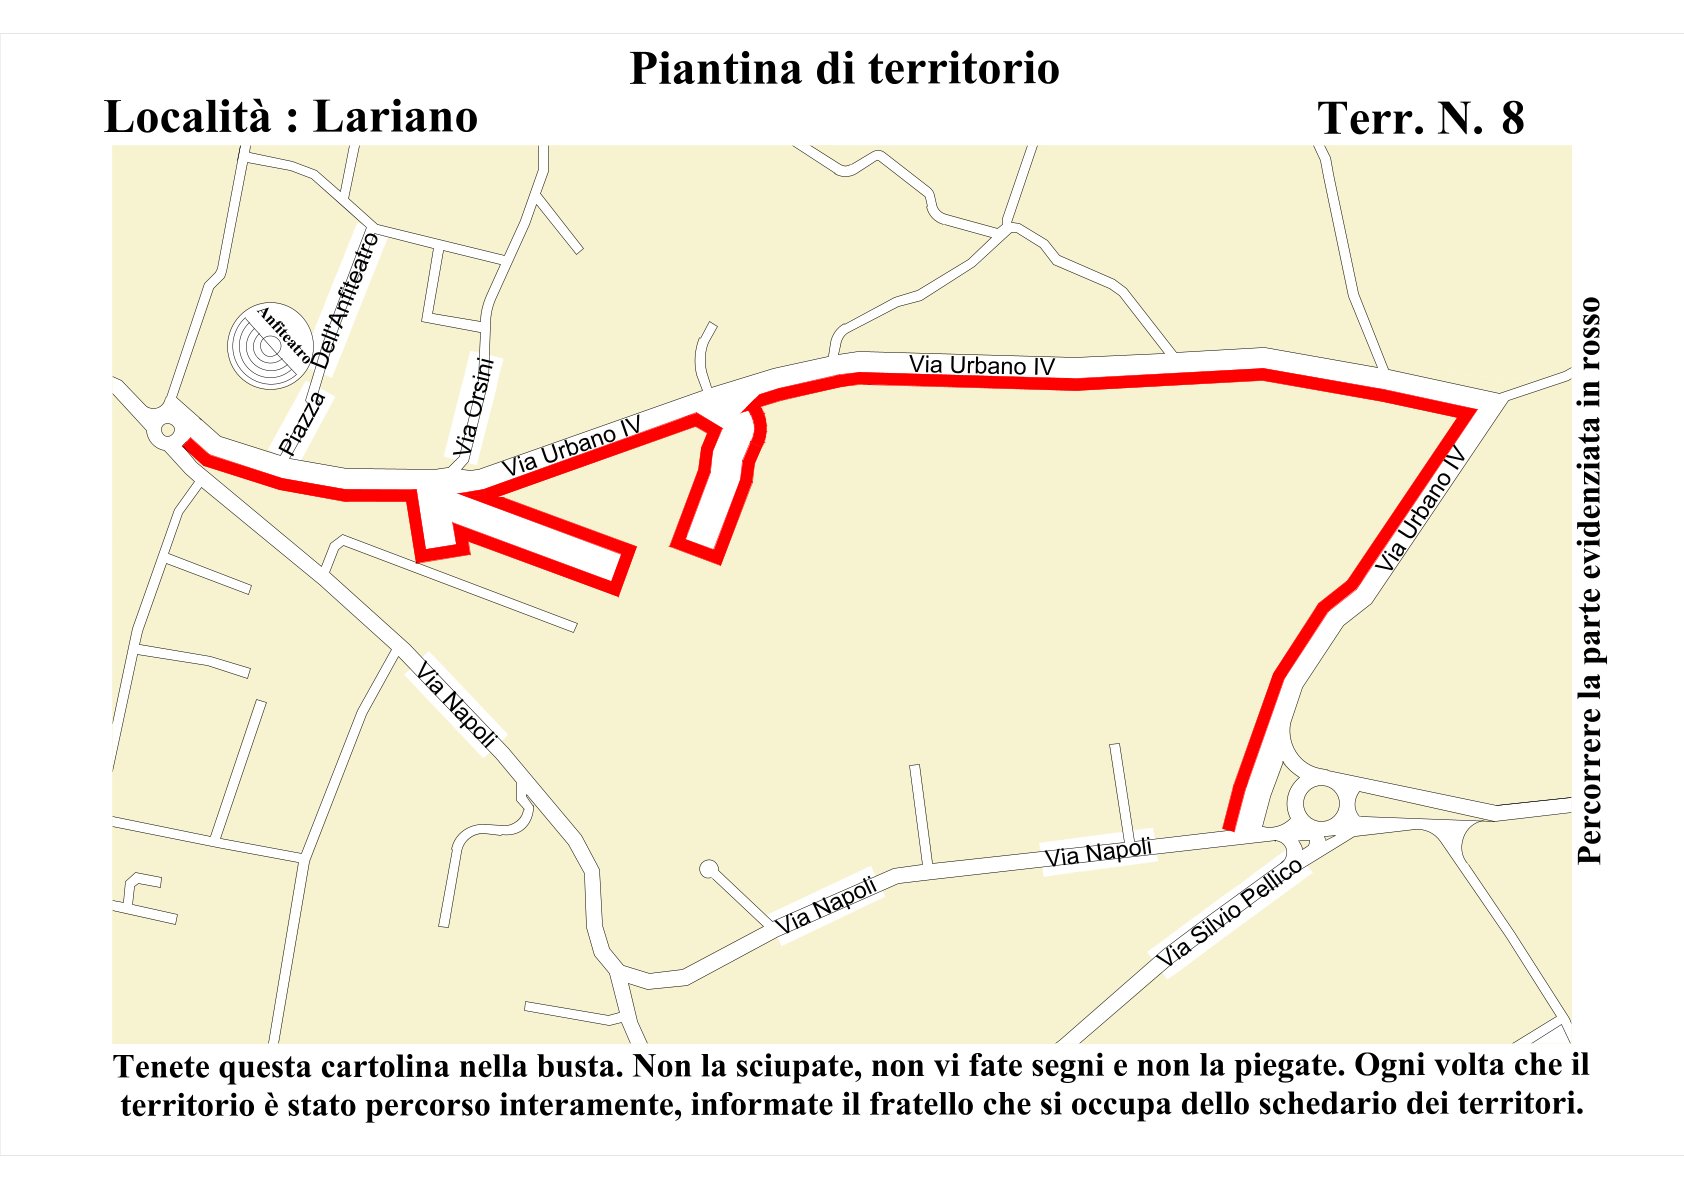 Piantina di territorio
Località : Lariano
Terr. N. 8
Anfiteatro
Piazza Dell'Anfiteatro
Via Orsini
Via Urbano IV
Via Urbano IV
Via Urbano IV
Via Napoli
Via Napoli
Via Napoli
Via Silvio Pellico
Percorrere la parte evidenziata in rosso
Tenete questa cartolina nella busta. Non la sciupate, non vi fate segni e non la piegate. Ogni volta che il
territorio è stato percorso interamente, informate il fratello che si occupa dello schedario dei territori.